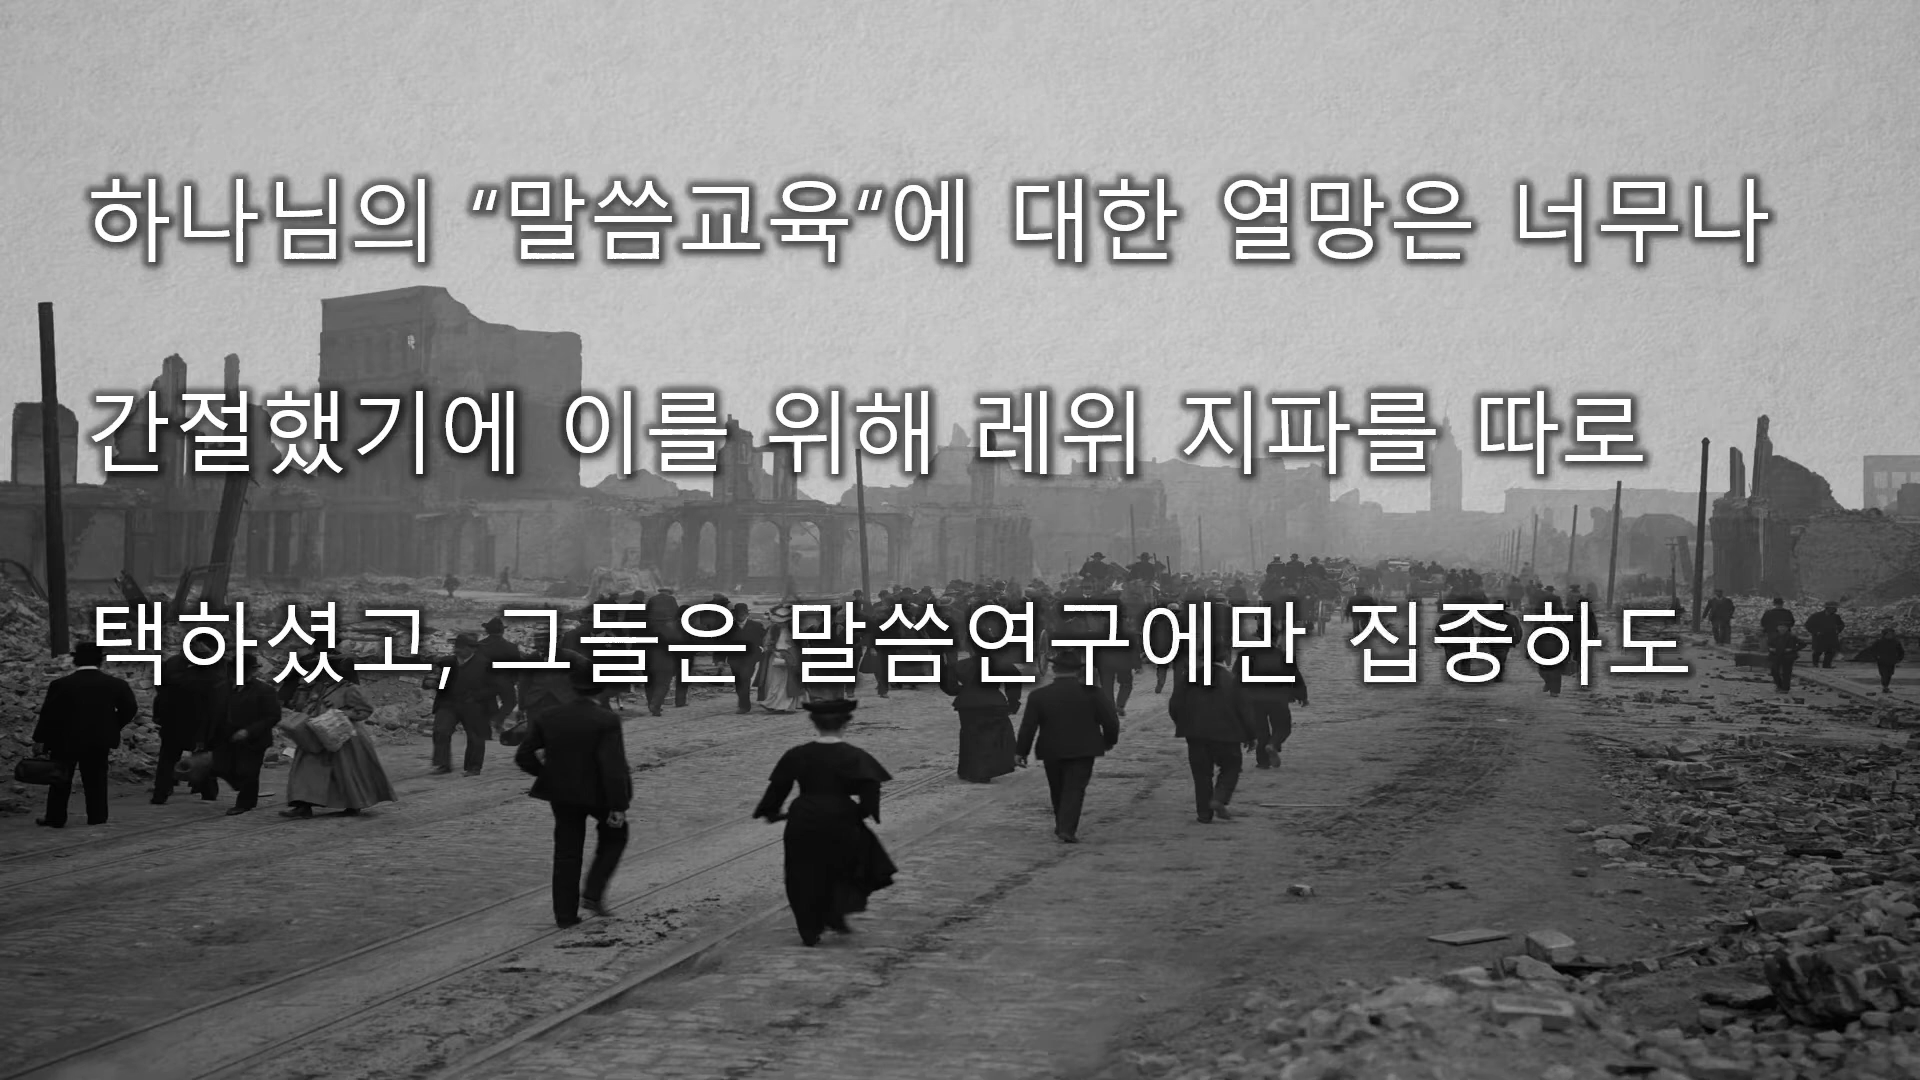 하나님의 “말씀교육“에 대한 열망은 너무나
간절했기에 이를 위해 레위 지파를 따로
택하셨고, 그들은 말씀연구에만 집중하도